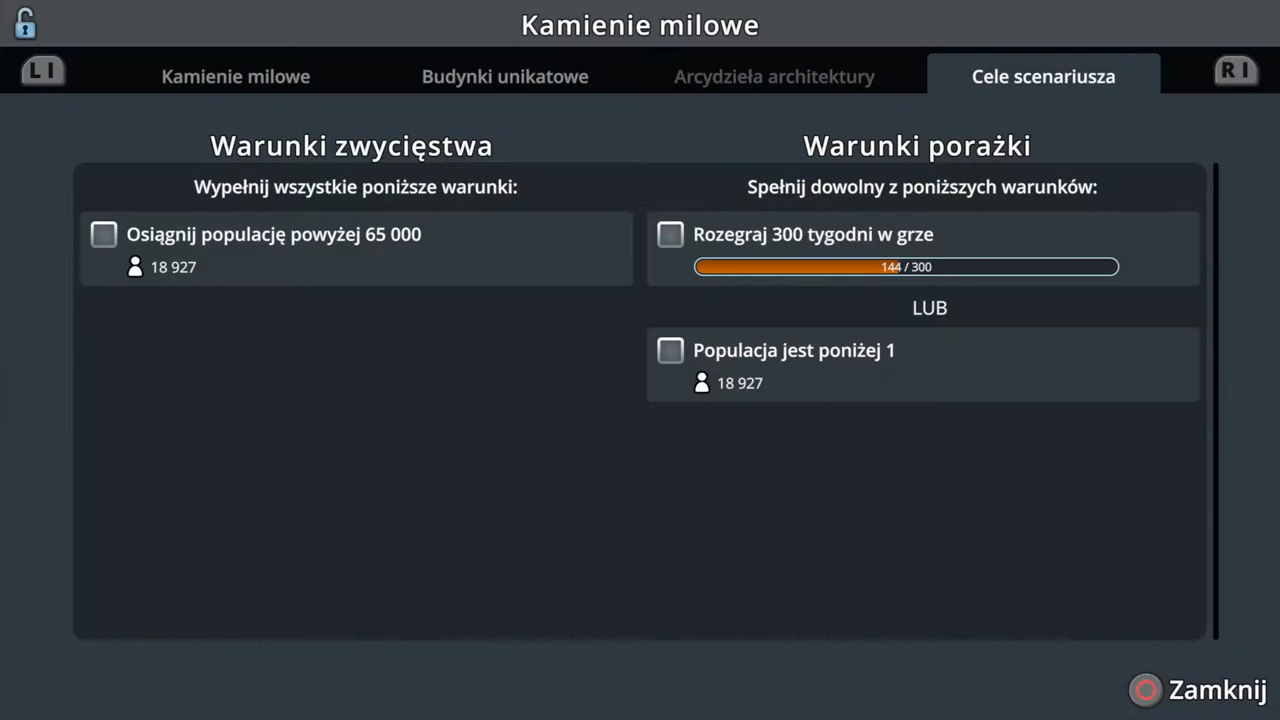 Kamienie milowe
L1
Kamienie milowe
Budynki unikatowe
Arcydzieła architektury
Cele scenariusza
R1
Warunki zwycięstwa
Wypełnij wszystkie poniższe warunki:
Osiągnij populację powyżej 65 000
18 927
Warunki porażki
Spełnij dowolny z poniższych warunków:
Rozegraj 300 tygodni w grze
144 / 300
LUB
Populacja jest poniżej 1
18 927
Zamknij